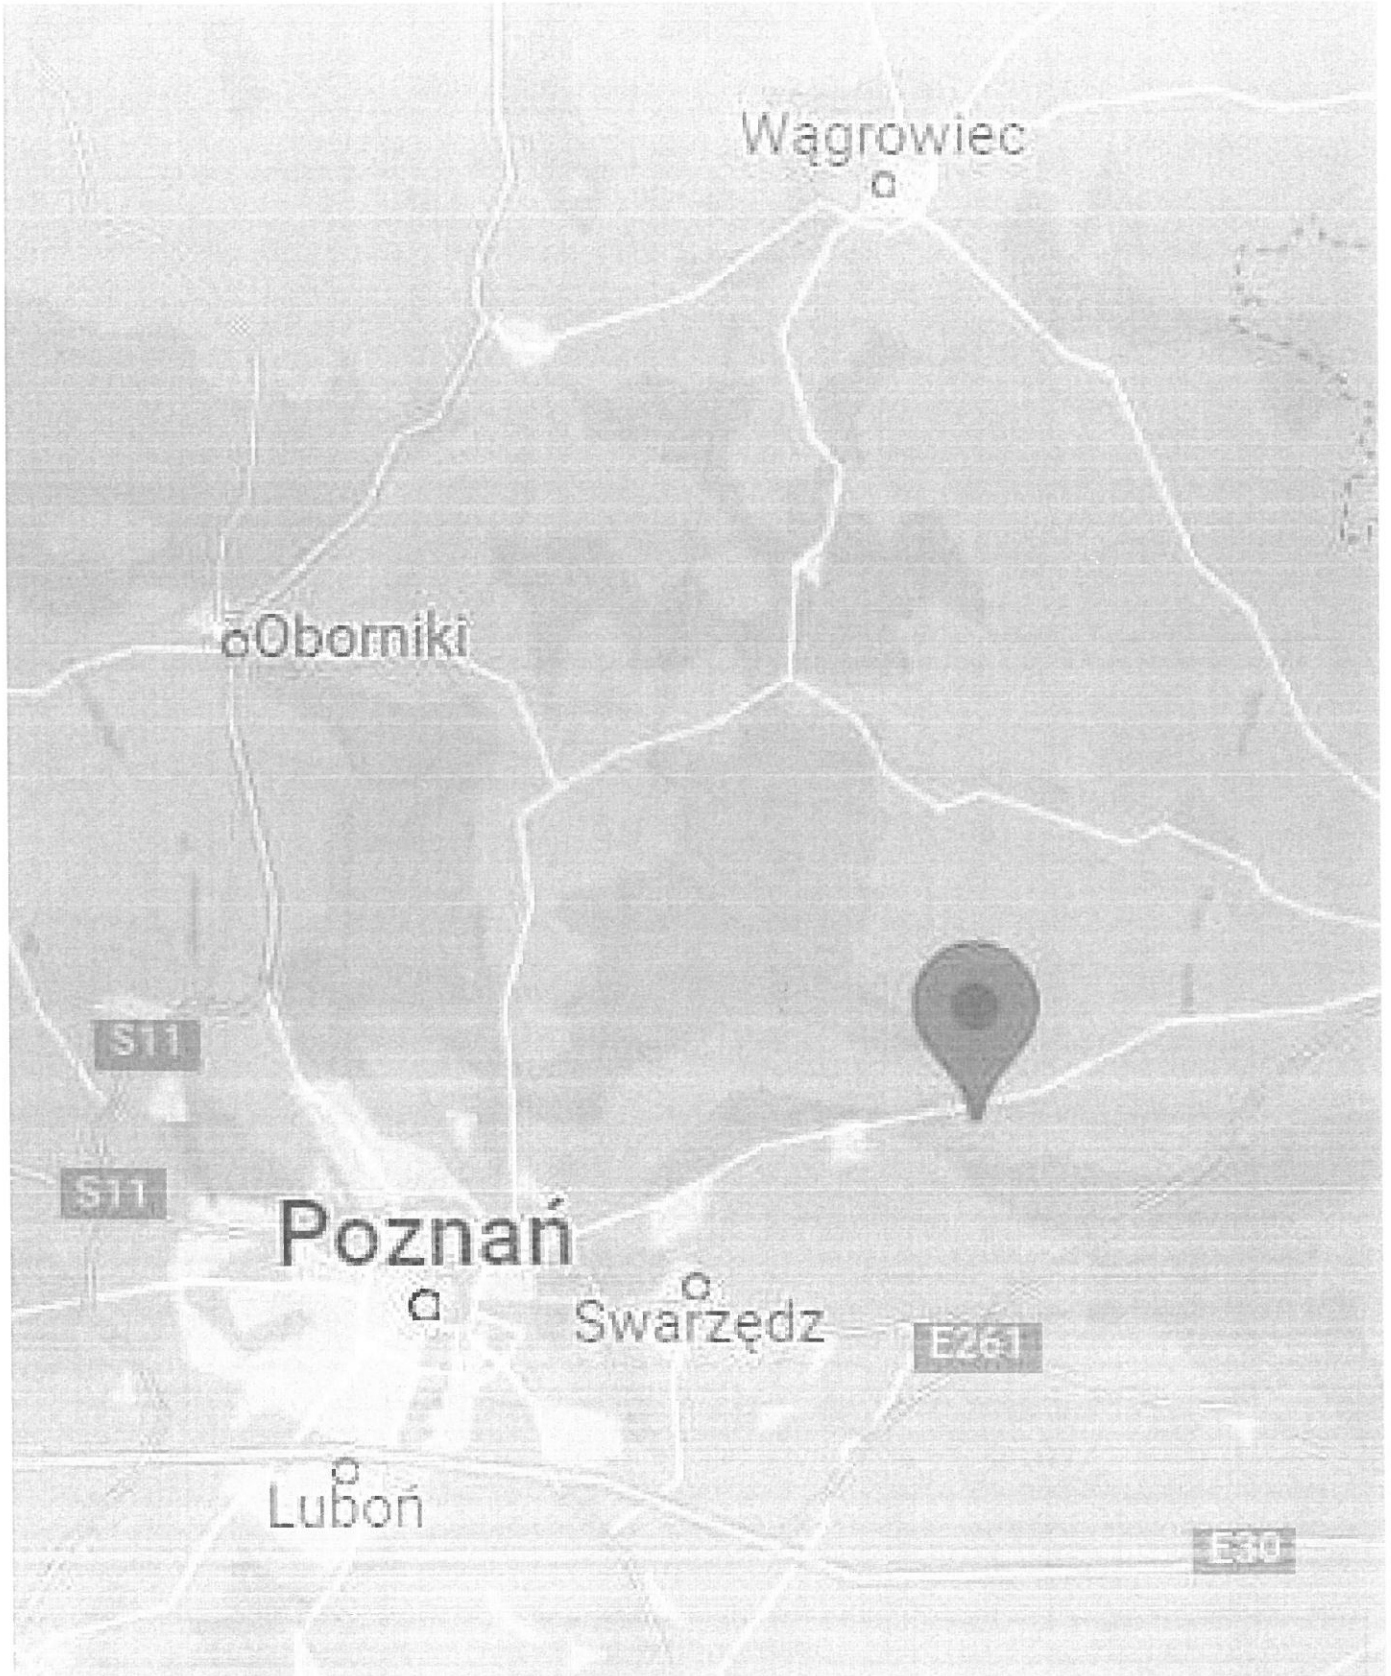 Wągrowiec
Oborniki
S11
S11
Poznań
Swarzędz
E261
Luboń
E30